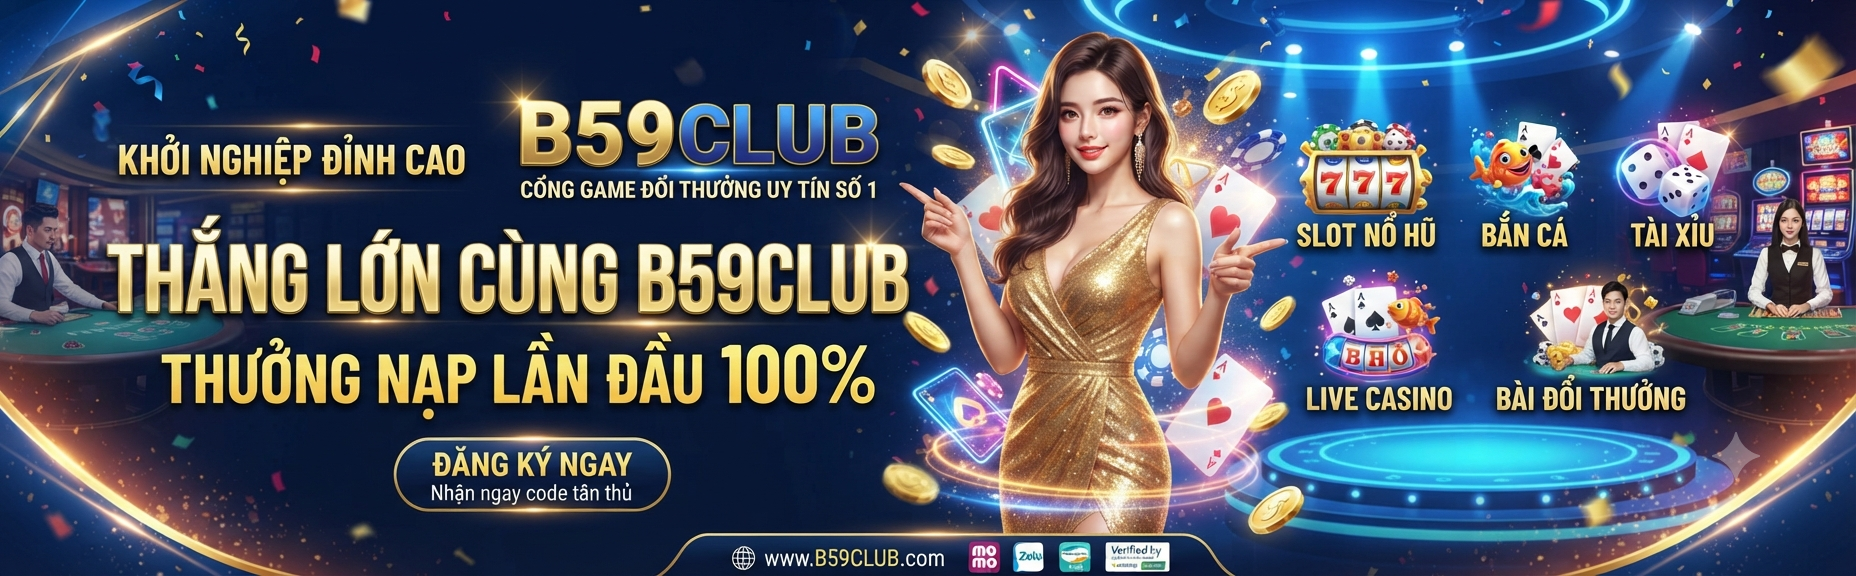 KHỞI NGHIỆP ĐỈNH CAO
B59CLUB
CỔNG GAME ĐỔI THƯỞNG UY TÍN SỐ 1
THẮNG LỚN CÙNG B59CLUB
THƯỞNG NẠP LẦN ĐẦU 100%
ĐĂNG KÝ NGAY
Nhận ngay code tân thủ
777
SLOT NỔ HŨ
BẮN CÁ
TÀI XỈU
LIVE CASINO
BÀI ĐỔI THƯỞNG
www.B59CLUB.com
mo
mo
Zalo
Verified by